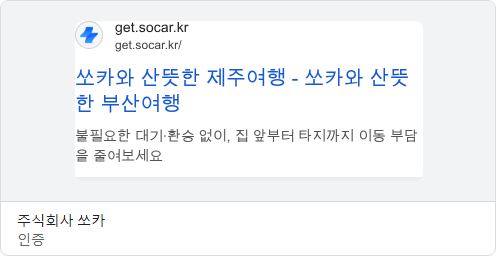 get.socar.kr
get.socar.kr/
쏘카와 산뜻한 제주여행 - 쏘카와 산뜻
한 부산여행
불필요한 대기·환승 없이, 집 앞부터 타지까지 이동 부담
을 줄여보세요
주식회사 쏘카
인증